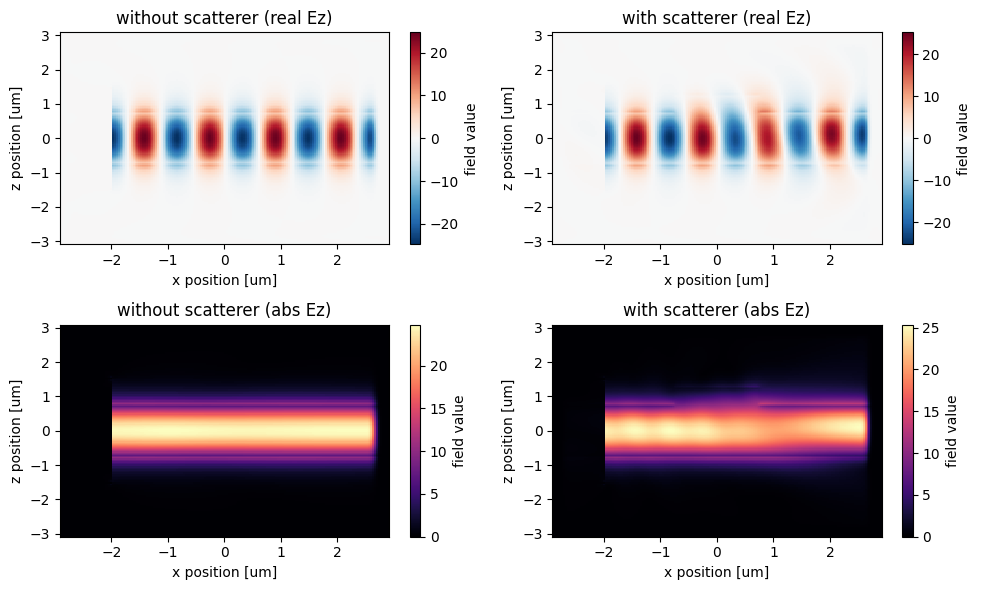 without scatterer (real Ez)
3
2
1
0
−1
−2
−3
z position [um]
−2 −1 0 1 2
x position [um]
20
10
0
−10
−20
field value
with scatterer (real Ez)
3
2
1
0
−1
−2
−3
z position [um]
−2 −1 0 1 2
x position [um]
20
10
0
−10
−20
field value
without scatterer (abs Ez)
3
2
1
0
−1
−2
−3
z position [um]
−2 −1 0 1 2
x position [um]
20
15
10
5
0
field value
with scatterer (abs Ez)
3
2
1
0
−1
−2
−3
z position [um]
−2 −1 0 1 2
x position [um]
25
20
15
10
5
0
field value